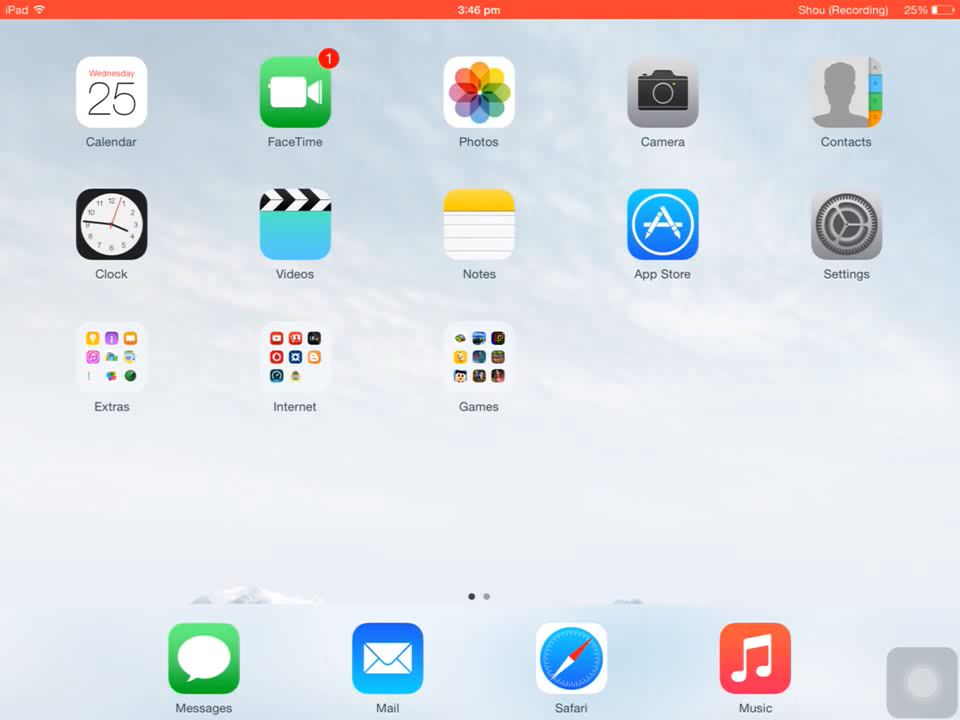 iPad 3:46 pm Shou (Recording) 25%
Wednesday
25
1
Calendar FaceTime Photos Camera Contacts
Clock Videos Notes App Store Settings
Extras Internet Games
Messages Mail Safari Music